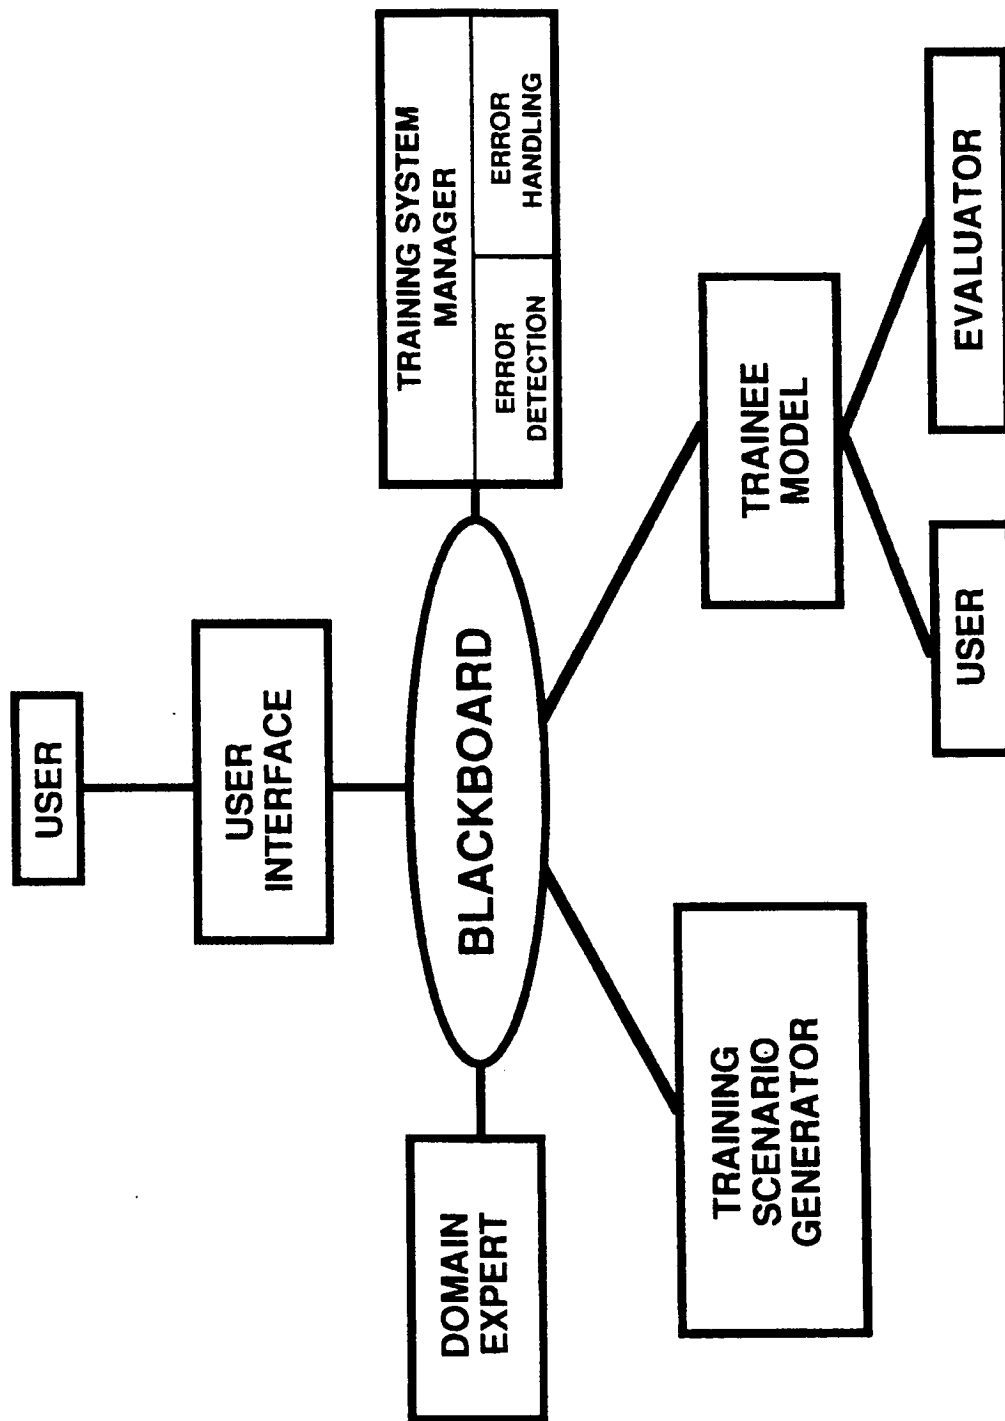 USER
USER
INTERFACE
DOMAIN
EXPERT
BLACKBOARD
TRAINING SYSTEM
MANAGER
ERROR
DETECTION
ERROR
HANDLING
TRAINING
SCENARIO
GENERATOR
TRAINEE
MODEL
USER
EVALUATOR